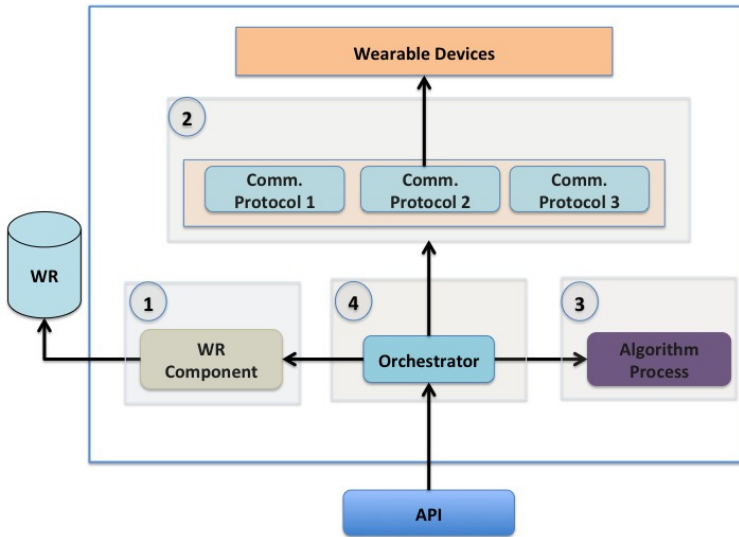 Wearable Devices
2
Comm.
Protocol 1
Comm.
Protocol 2
Comm.
Protocol 3
WR
1
WR
Component
4
Orchestrator
3
Algorithm
Process
API